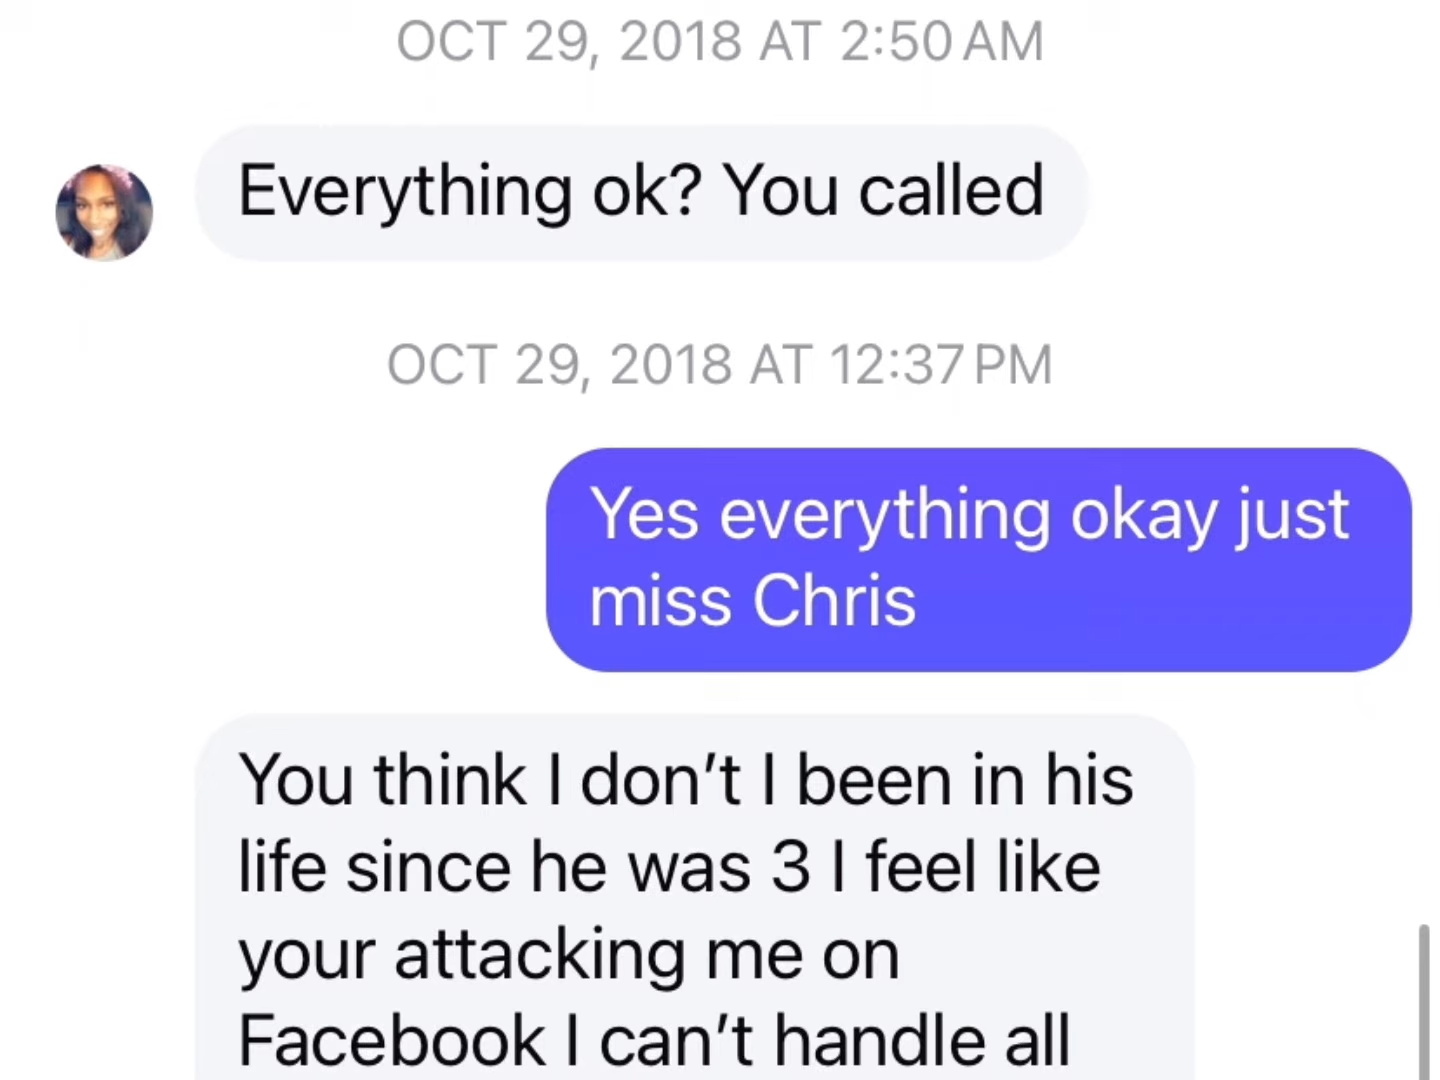 OCT 29, 2018 AT 2:50 AM
Everything ok? You called
OCT 29, 2018 AT 12:37 PM
Yes everything okay just
miss Chris
You think I don’t I been in his
life since he was 3 I feel like
your attacking me on
Facebook I can’t handle all